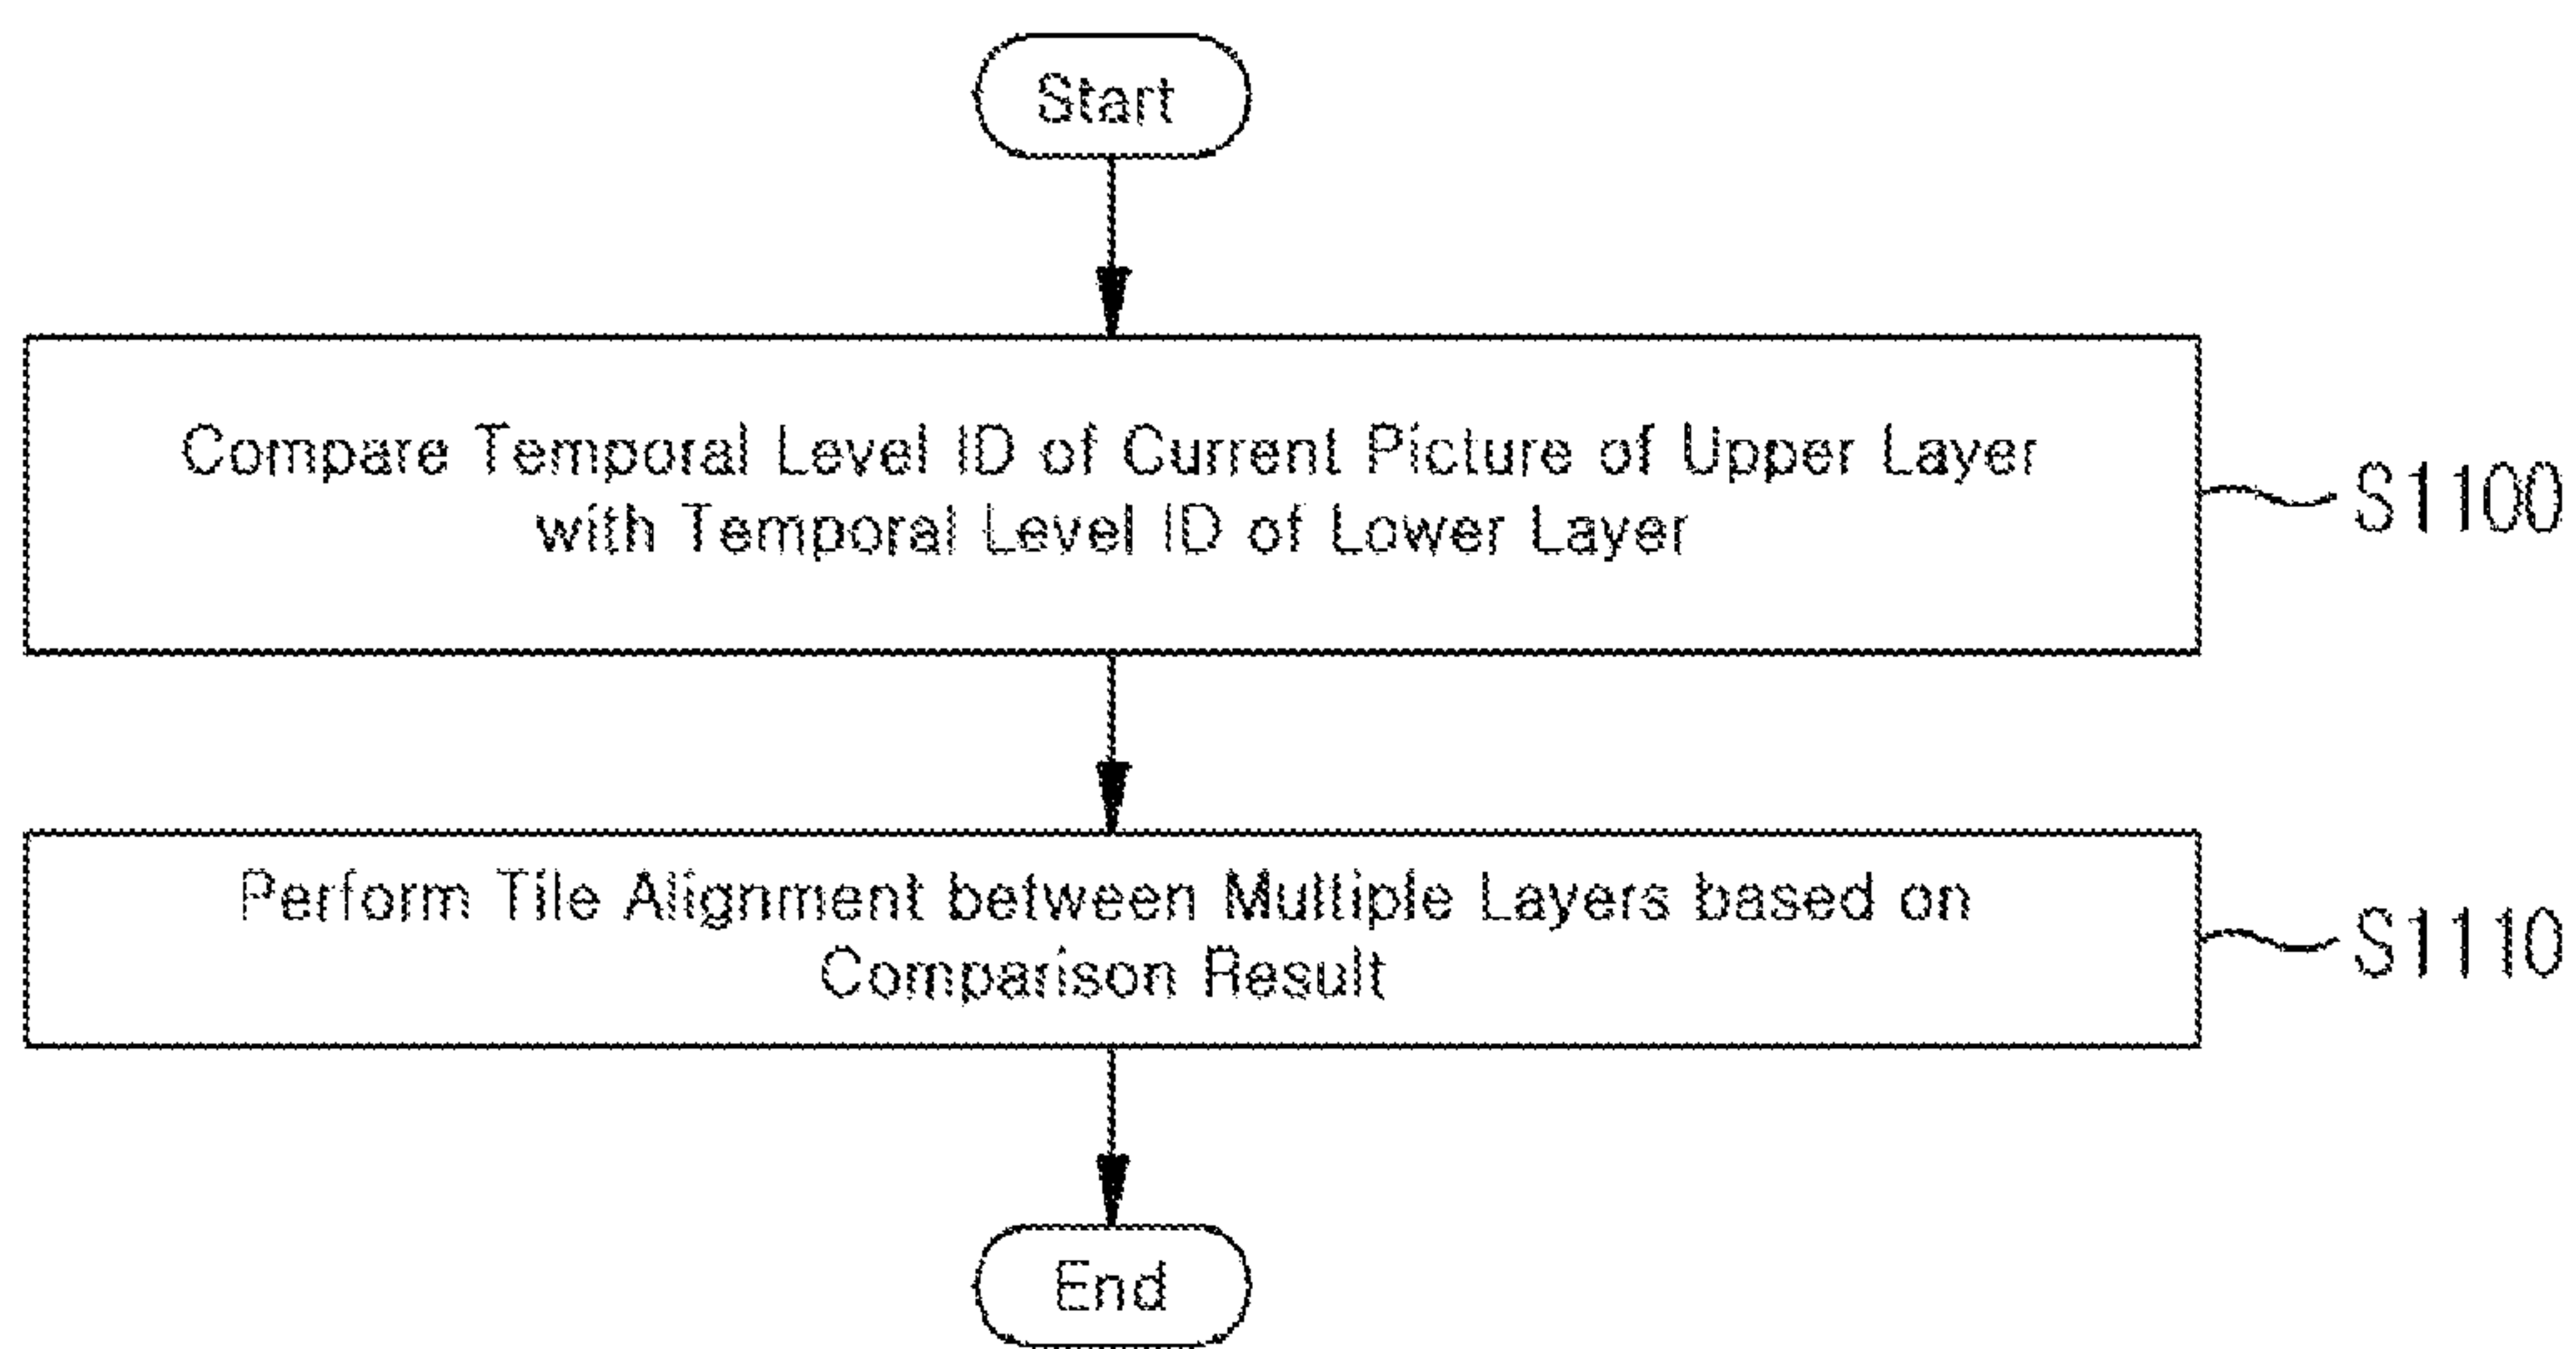 Start
Compare Temporal Level ID of Current Picture of Upper Layer
with Temporal Level ID of Lower Layer
S1100
Perform Tile Alignment between Multiple Layers based on
Comparison Result
S1110
End